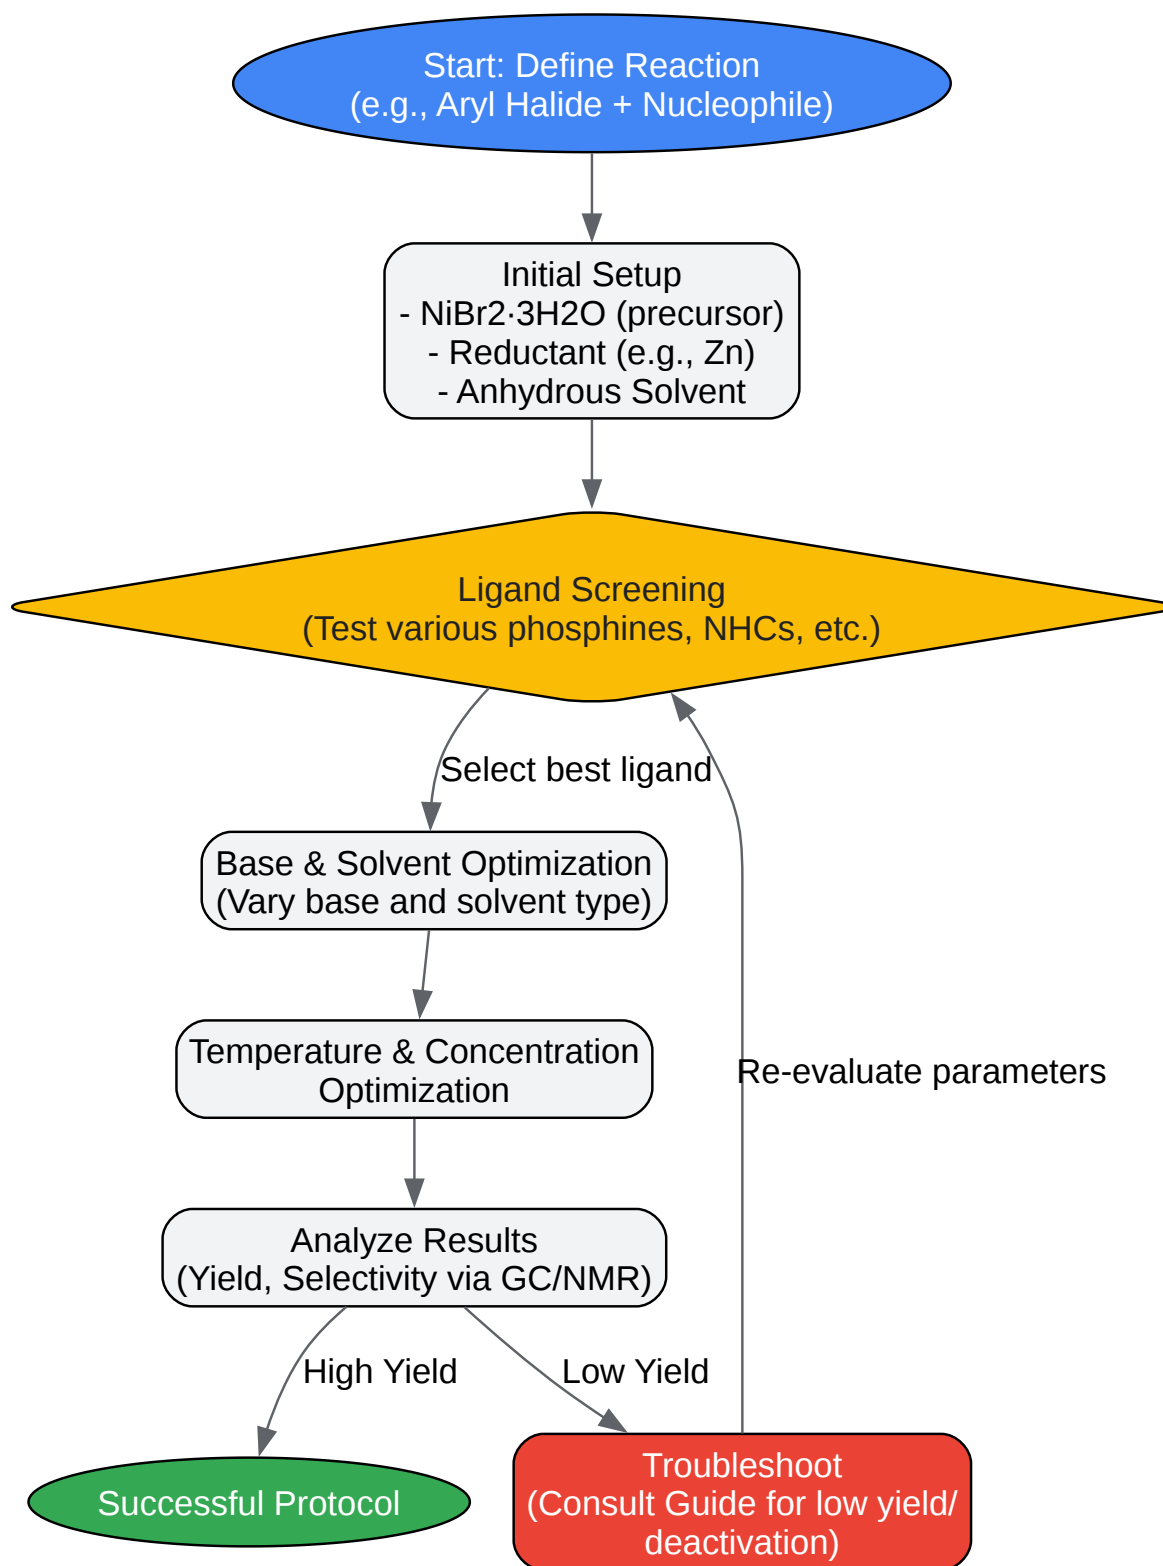 Start: Define Reaction
(e.g., Aryl Halide + Nucleophile)
Initial Setup
- NiBr2·3H2O (precursor)
- Reductant (e.g., Zn)
- Anhydrous Solvent
Ligand Screening
(Test various phosphines, NHCs, etc.)
Select best ligand
Base & Solvent Optimization
(Vary base and solvent type)
Temperature & Concentration
Optimization
Re-evaluate parameters
Analyze Results
(Yield, Selectivity via GC/NMR)
High Yield
Low Yield
Successful Protocol
Troubleshoot
(Consult Guide for low yield/
deactivation)